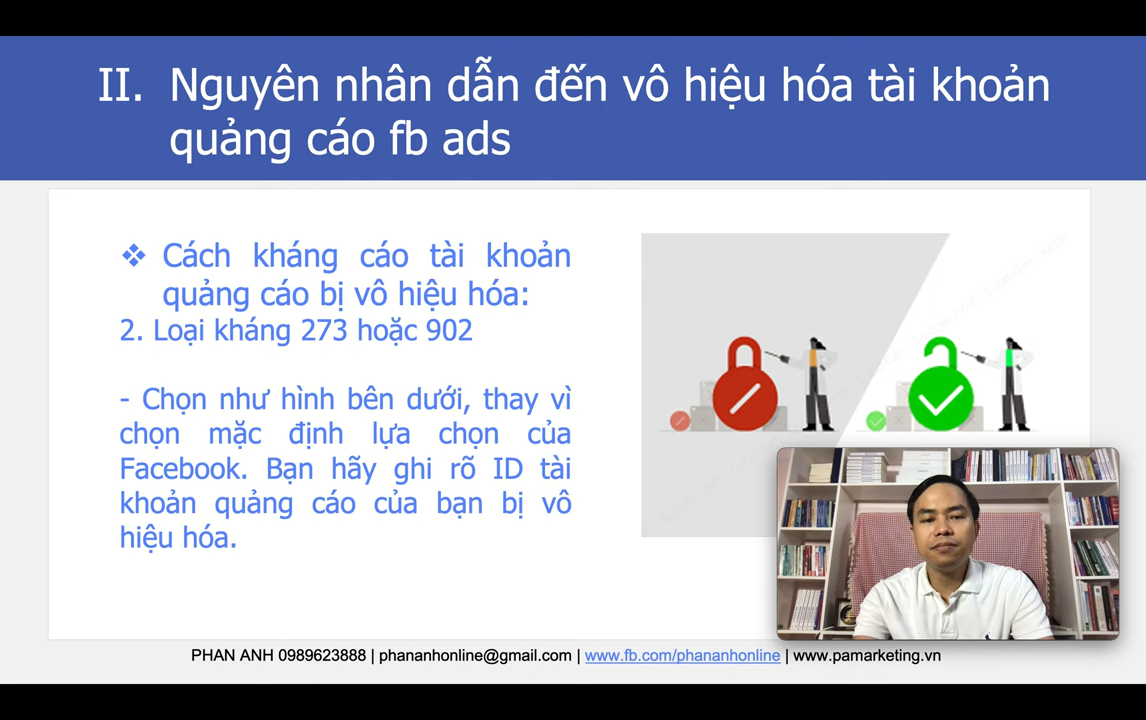 II. Nguyên nhân dẫn đến vô hiệu hóa tài khoản
quảng cáo fb ads
❖ Cách kháng cáo tài khoản
quảng cáo bị vô hiệu hóa:
2. Loại kháng 273 hoặc 902
- Chọn như hình bên dưới, thay vì
chọn mặc định lựa chọn của
Facebook. Bạn hãy ghi rõ ID tài
khoản quảng cáo của bạn bị vô
hiệu hóa.
PHAN ANH 0989623888 | phananhonline@gmail.com | www.fb.com/phananhonline | www.pamarketing.vn